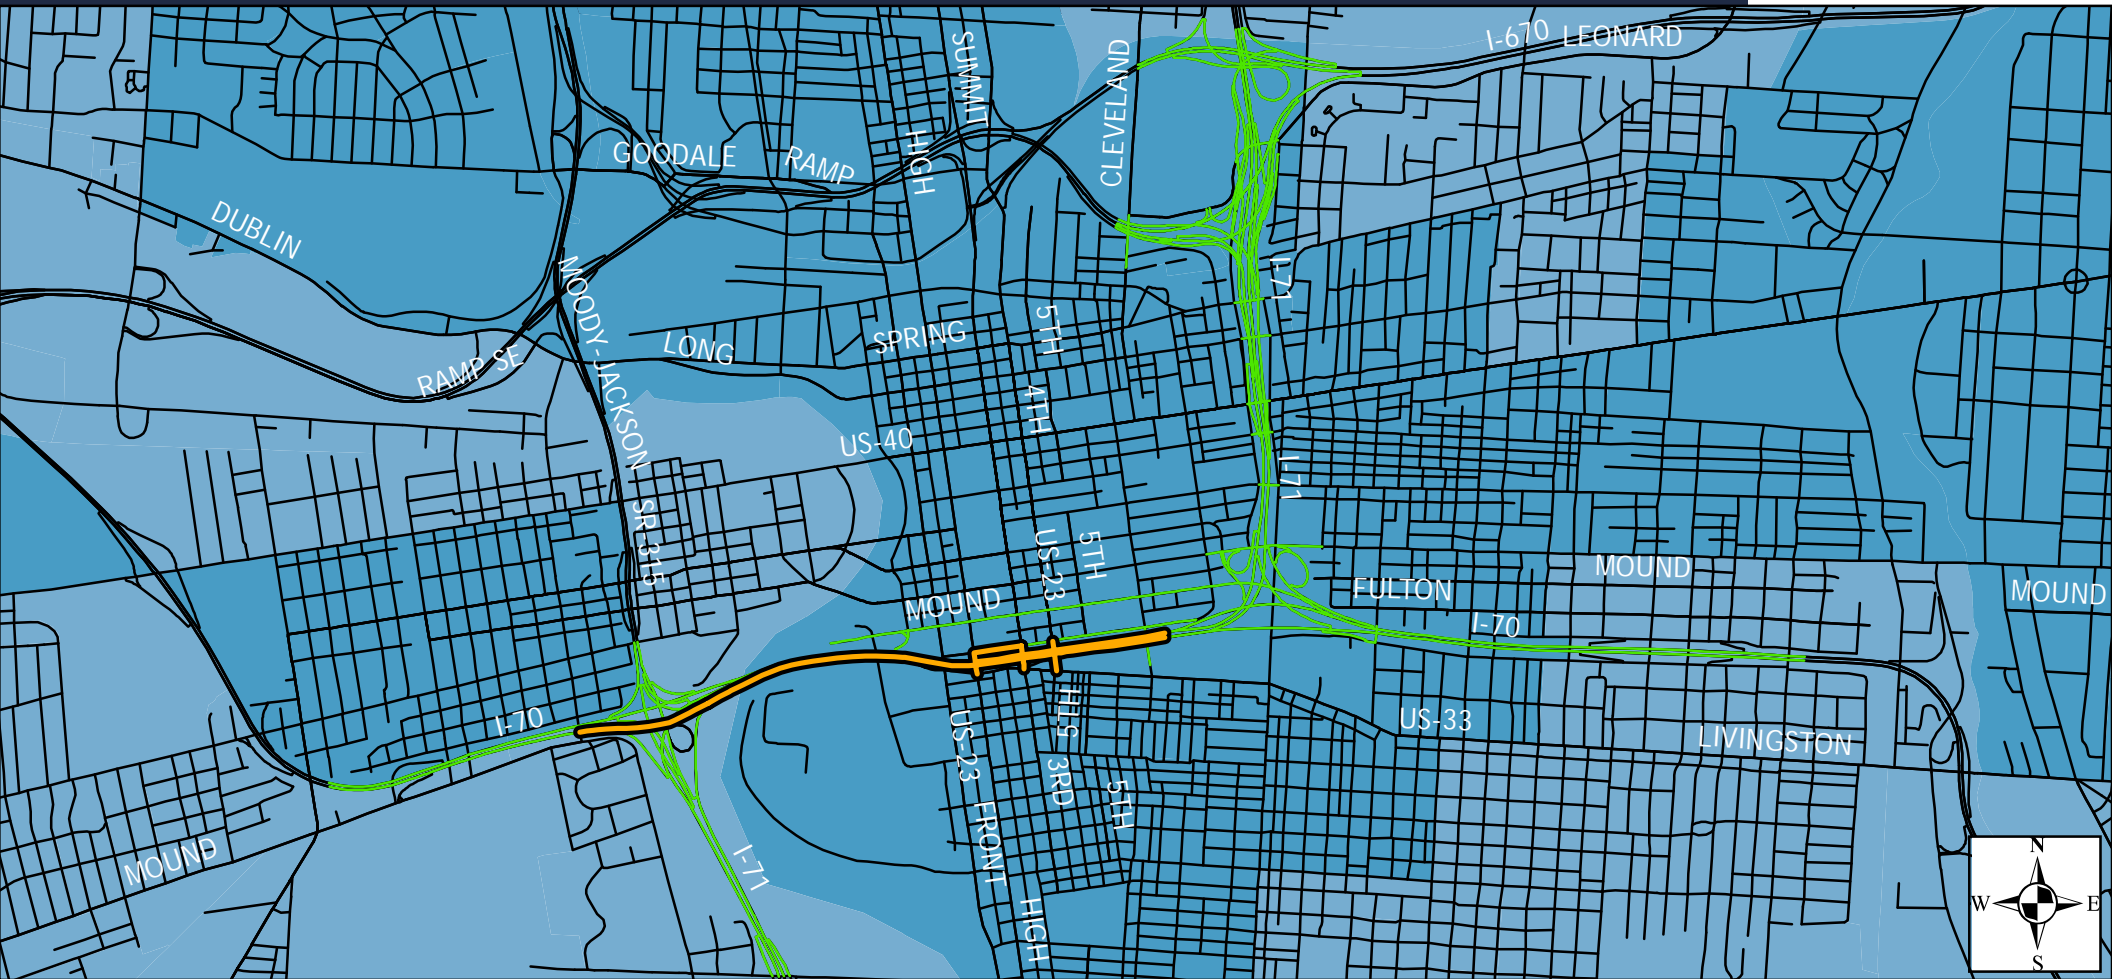 I-670 LEONARD
SUMMIT
CLEVELAND
HIGH
GOODALE
RAMP
DUBLIN
MOODY-JACKSON
I-71
5TH
SPRING
LONG
RAMP SE
4TH
US-40
I-71
SR-315
US-23
5TH
MOUND
FULTON
MOUND
MOUND
I-70
I-70
5TH
US-23
US-33
LIVINGSTON
3RD
5TH
FRONT
MOUND
I-71
HIGH
N
W
E
S